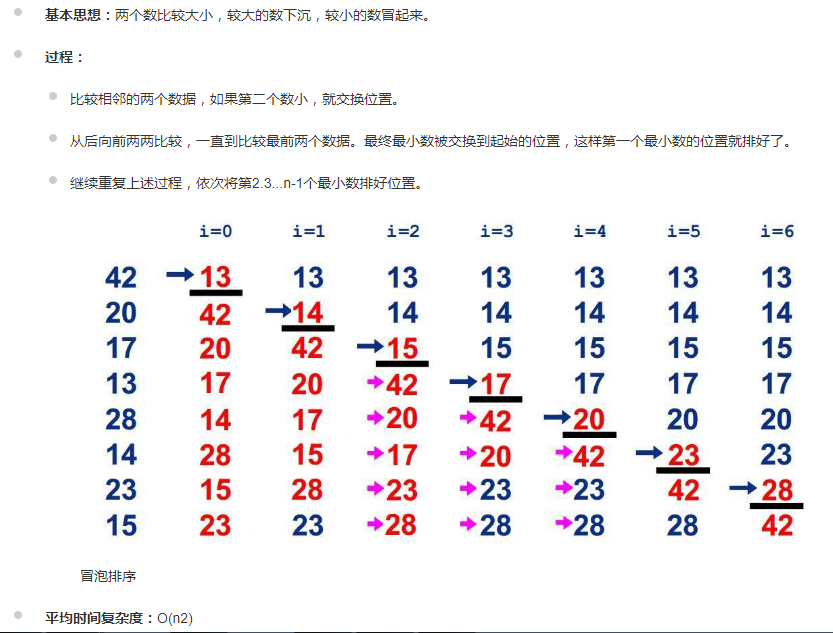 基本思想：两个数比较大小，较大的数下沉，较小的数冒起来。
过程：
比较相邻的两个数据，如果第二个数小，就交换位置。
从后向前两两比较，一直到比较最前两个数据。最终最小数被交换到起始的位置，这样第一个最小数的位置就排好了。
继续重复上述过程，依次将第2.3...n-1个最小数排好位置。
i=0 i=1 i=2 i=3 i=4 i=5 i=6
42 13 13 13 13 13 13 13
20 42 14 14 14 14 14 14
17 20 42 15 15 15 15 15
13 17 20 42 17 17 17 17
28 14 17 20 42 20 20 20
14 28 15 17 20 42 23 23
23 15 28 23 23 23 42 28
15 23 23 28 28 28 28 42
冒泡排序
平均时间复杂度：O(n2)